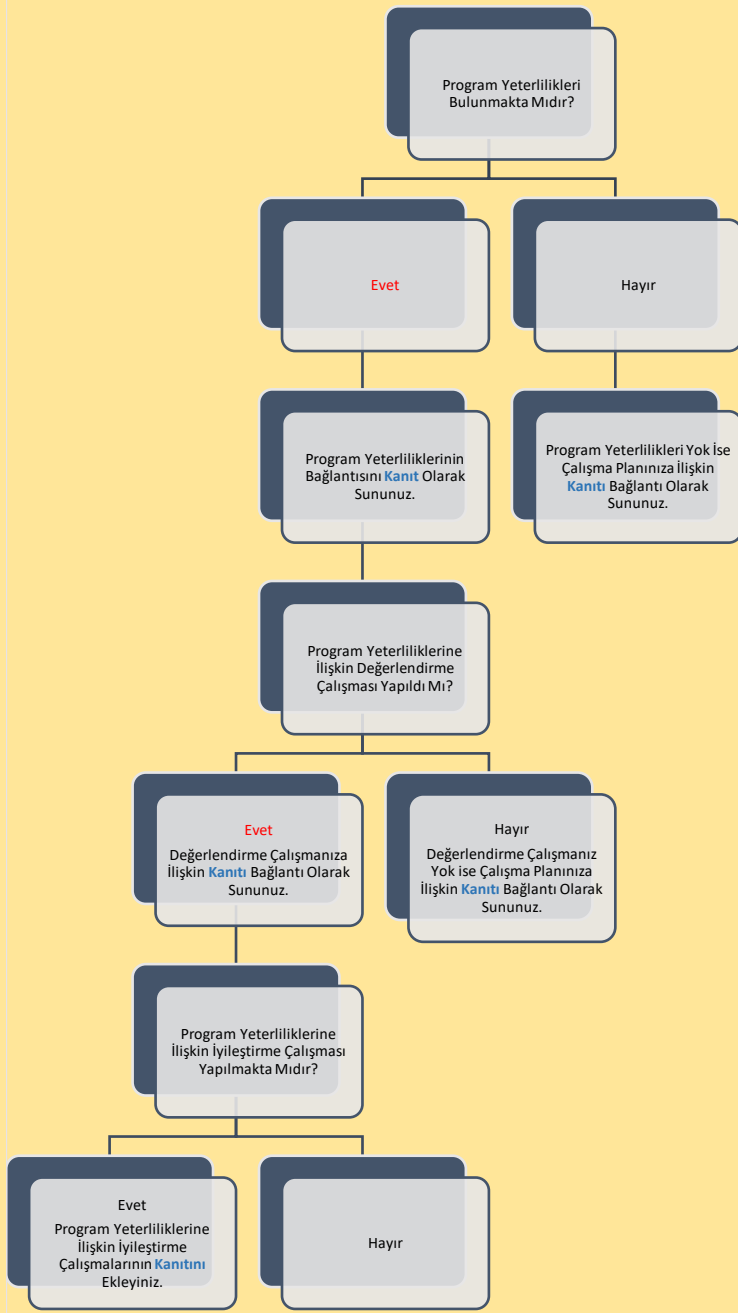 Program Yeterlilikleri
Bulunmakta Mıdır?
Evet
Hayır
Program Yeterliliklerinin
Bağlantısını Kanıt Olarak
Sununuz.
Program Yeterlilikleri Yok İse
Çalışma Planınıza İlişkin
Kanıtı Bağlantı Olarak
Sununuz.
Program Yeterliliklerine
İlişkin Değerlendirme
Çalışması Yapıldı Mı?
Evet
Değerlendirme Çalışmanıza
İlişkin Kanıtı Bağlantı Olarak
Sununuz.
Hayır
Değerlendirme Çalışmanız
Yok ise Çalışma Planınıza
İlişkin Kanıtı Bağlantı Olarak
Sununuz.
Program Yeterliliklerine
İlişkin İyileştirme Çalışması
Yapılmakta Mıdır?
Evet
Program Yeterliliklerine
İlişkin İyileştirme
Çalışmalarının Kanıtını
Ekleyiniz.
Hayır